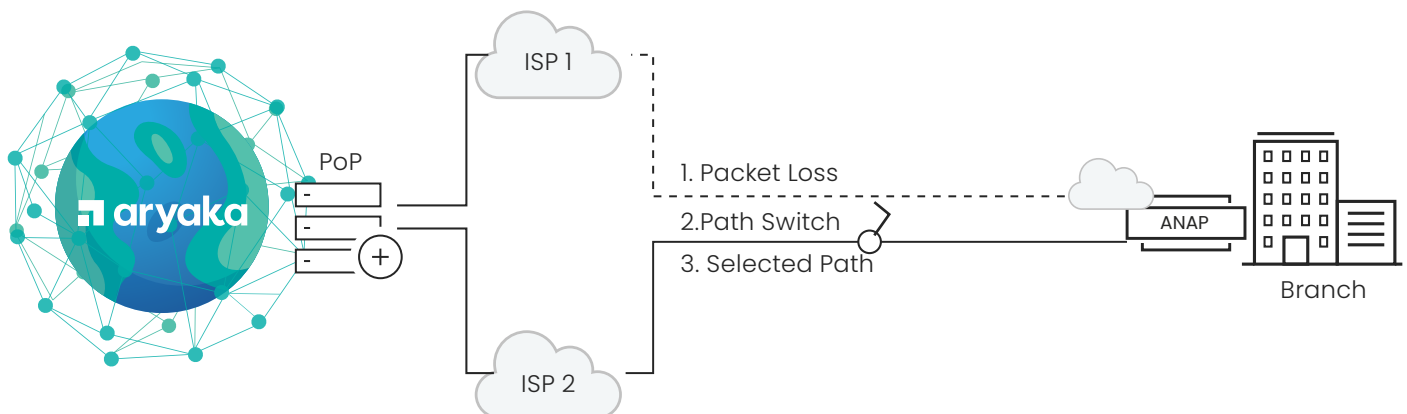 ISP 1
PoP
aryaka
1. Packet Loss
2.Path Switch
3. Selected Path
ANAP
Branch
ISP 2